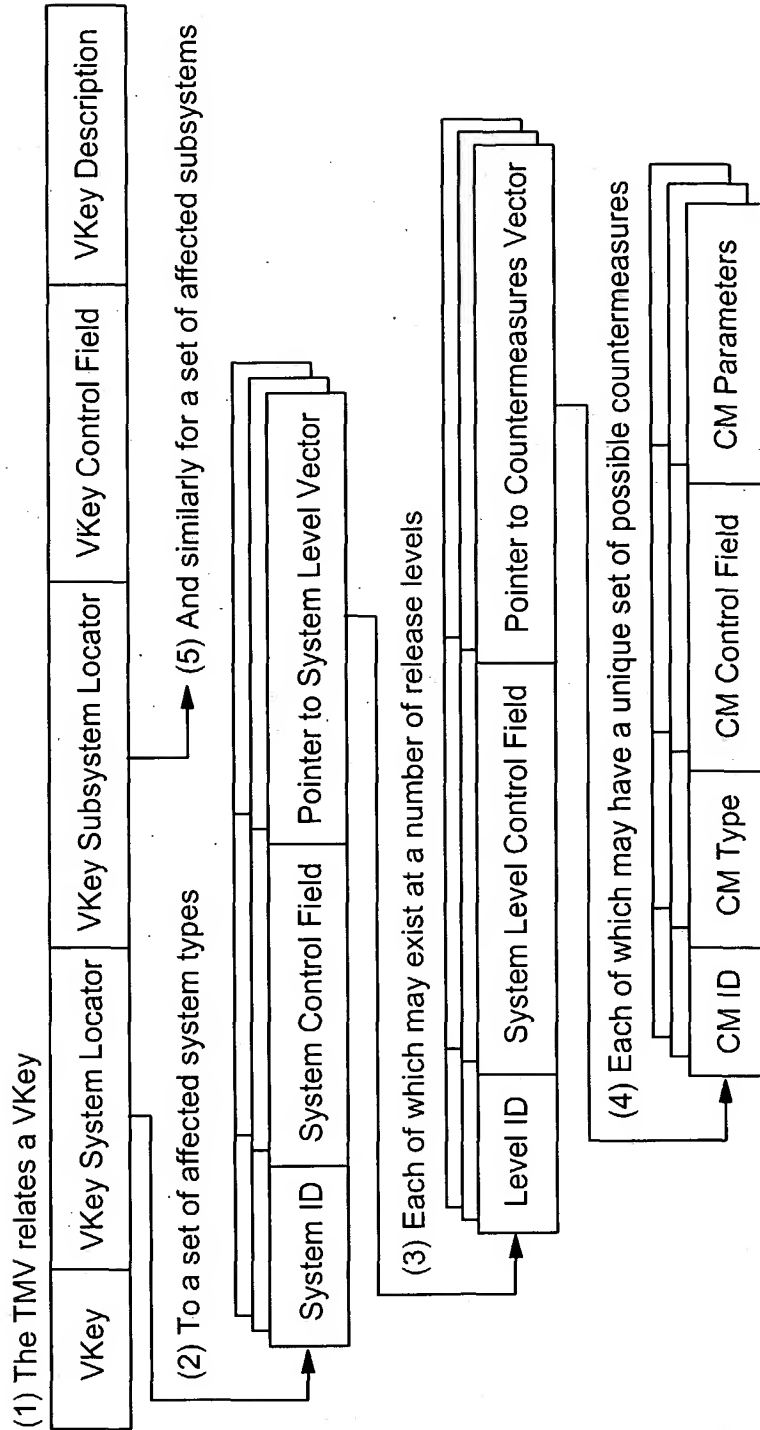 (1) The TMV relates a VKey
VKey VKey System Locator VKey Subsystem Locator VKey Control Field VKey Description
(5) And similarly for a set of affected subsystems
(2) To a set of affected system types
System ID System Control Field Pointer to System Level Vector
(3) Each of which may exist at a number of release levels
Level ID System Level Control Field Pointer to Countermeasures Vector
(4) Each of which may have a unique set of possible countermeasures
CM ID CM Type CM Control Field CM Parameters